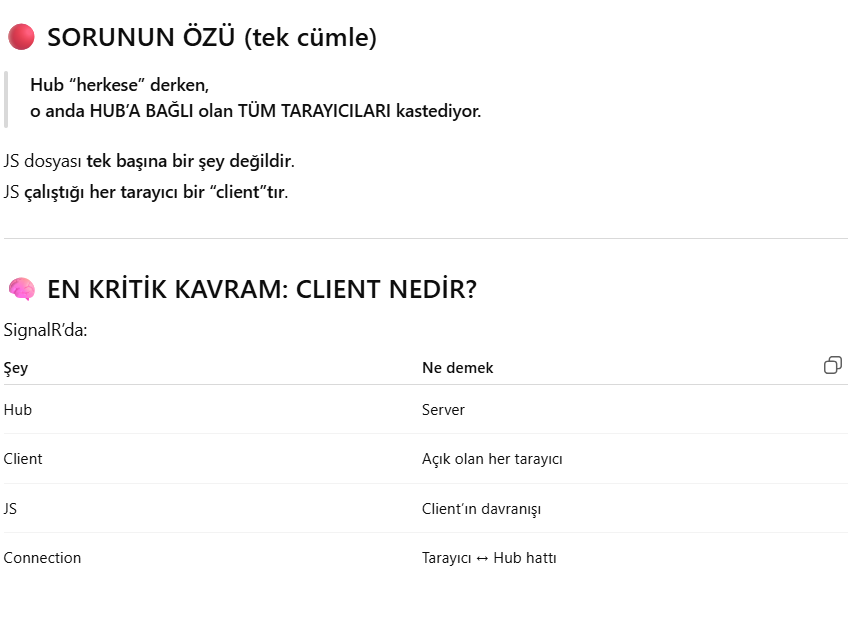 🔴 SORUNUN ÖZÜ (tek cümle)
Hub “herkese” derken,
o anda HUB’A BAĞLI olan TÜM TARAYICILARI kastediyor.
JS dosyası tek başına bir şey değildir.
JS çalıştığı her tarayıcı bir “client”tır.
🧠 EN KRİTİK KAVRAM: CLIENT NEDİR?
SignalR’da:
Şey Ne demek
Hub Server
Client Açık olan her tarayıcı
JS Client’ın davranışı
Connection Tarayıcı ↔ Hub hattı